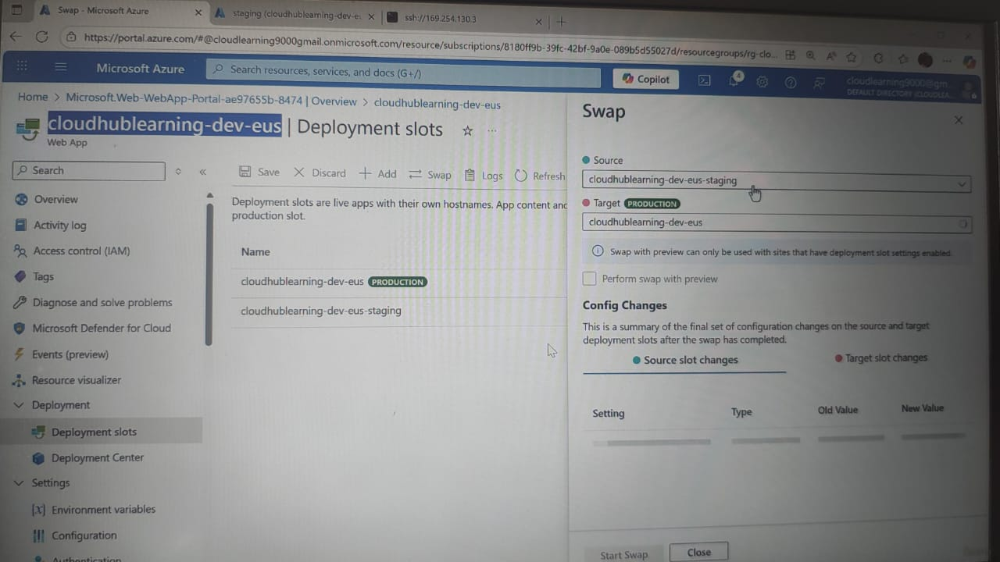 Swap - Microsoft Azure
staging (cloudhublearning-dev-eu
ssh://169.254.130.3
https://portal.azure.com/#@cloudlearning9000gmail.onmicrosoft.com/resource/subscriptions/8180ff9b-39fc-42bf-9a0e-089b5d55027d/resourcegroups/rg-clo...
Microsoft Azure
Search resources, services, and docs (G+/)
Copilot
4
cloudlearning9000@gm...
DEFAULT DIRECTORY (CLOUDLEA...
Home > Microsoft.Web-WebApp-Portal-ae97655b-8474 | Overview > cloudhublearning-dev-eus
cloudhublearning-dev-eus | Deployment slots
Web App
Search
Overview
Activity log
Access control (IAM)
Tags
Diagnose and solve problems
Microsoft Defender for Cloud
Events (preview)
Resource visualizer
Deployment
Deployment slots
Deployment Center
Settings
Environment variables
Configuration
Authentication
Save Discard Add Swap Logs Refresh
Deployment slots are live apps with their own hostnames. App content and
production slot.
Name
cloudhublearning-dev-eus PRODUCTION
cloudhublearning-dev-eus-staging
Swap
Source
cloudhublearning-dev-eus-staging
Target PRODUCTION
cloudhublearning-dev-eus
Swap with preview can only be used with sites that have deployment slot settings enabled.
Perform swap with preview
Config Changes
This is a summary of the final set of configuration changes on the source and target
deployment slots after the swap has completed.
Source slot changes Target slot changes
Setting Type Old Value New Value
Start Swap Close